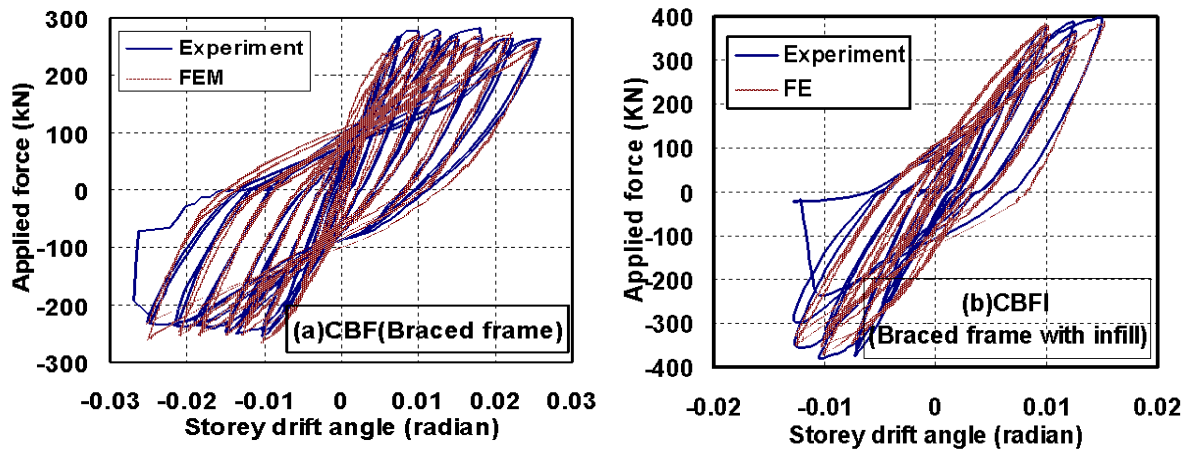 300
200
100
0
-100
-200
-300
Applied force (kN)
Experiment
FEM
(a)CBF(Braced frame)
-0.03 -0.02 -0.01 0 0.01 0.02 0.03
Storey drift angle (radian)
400
300
200
100
0
-100
-200
-300
-400
Applied force (KN)
Experiment
FE
(b)CBFI
(Braced frame with infill)
-0.02 -0.01 0 0.01 0.02
Storey drift angle (radian)